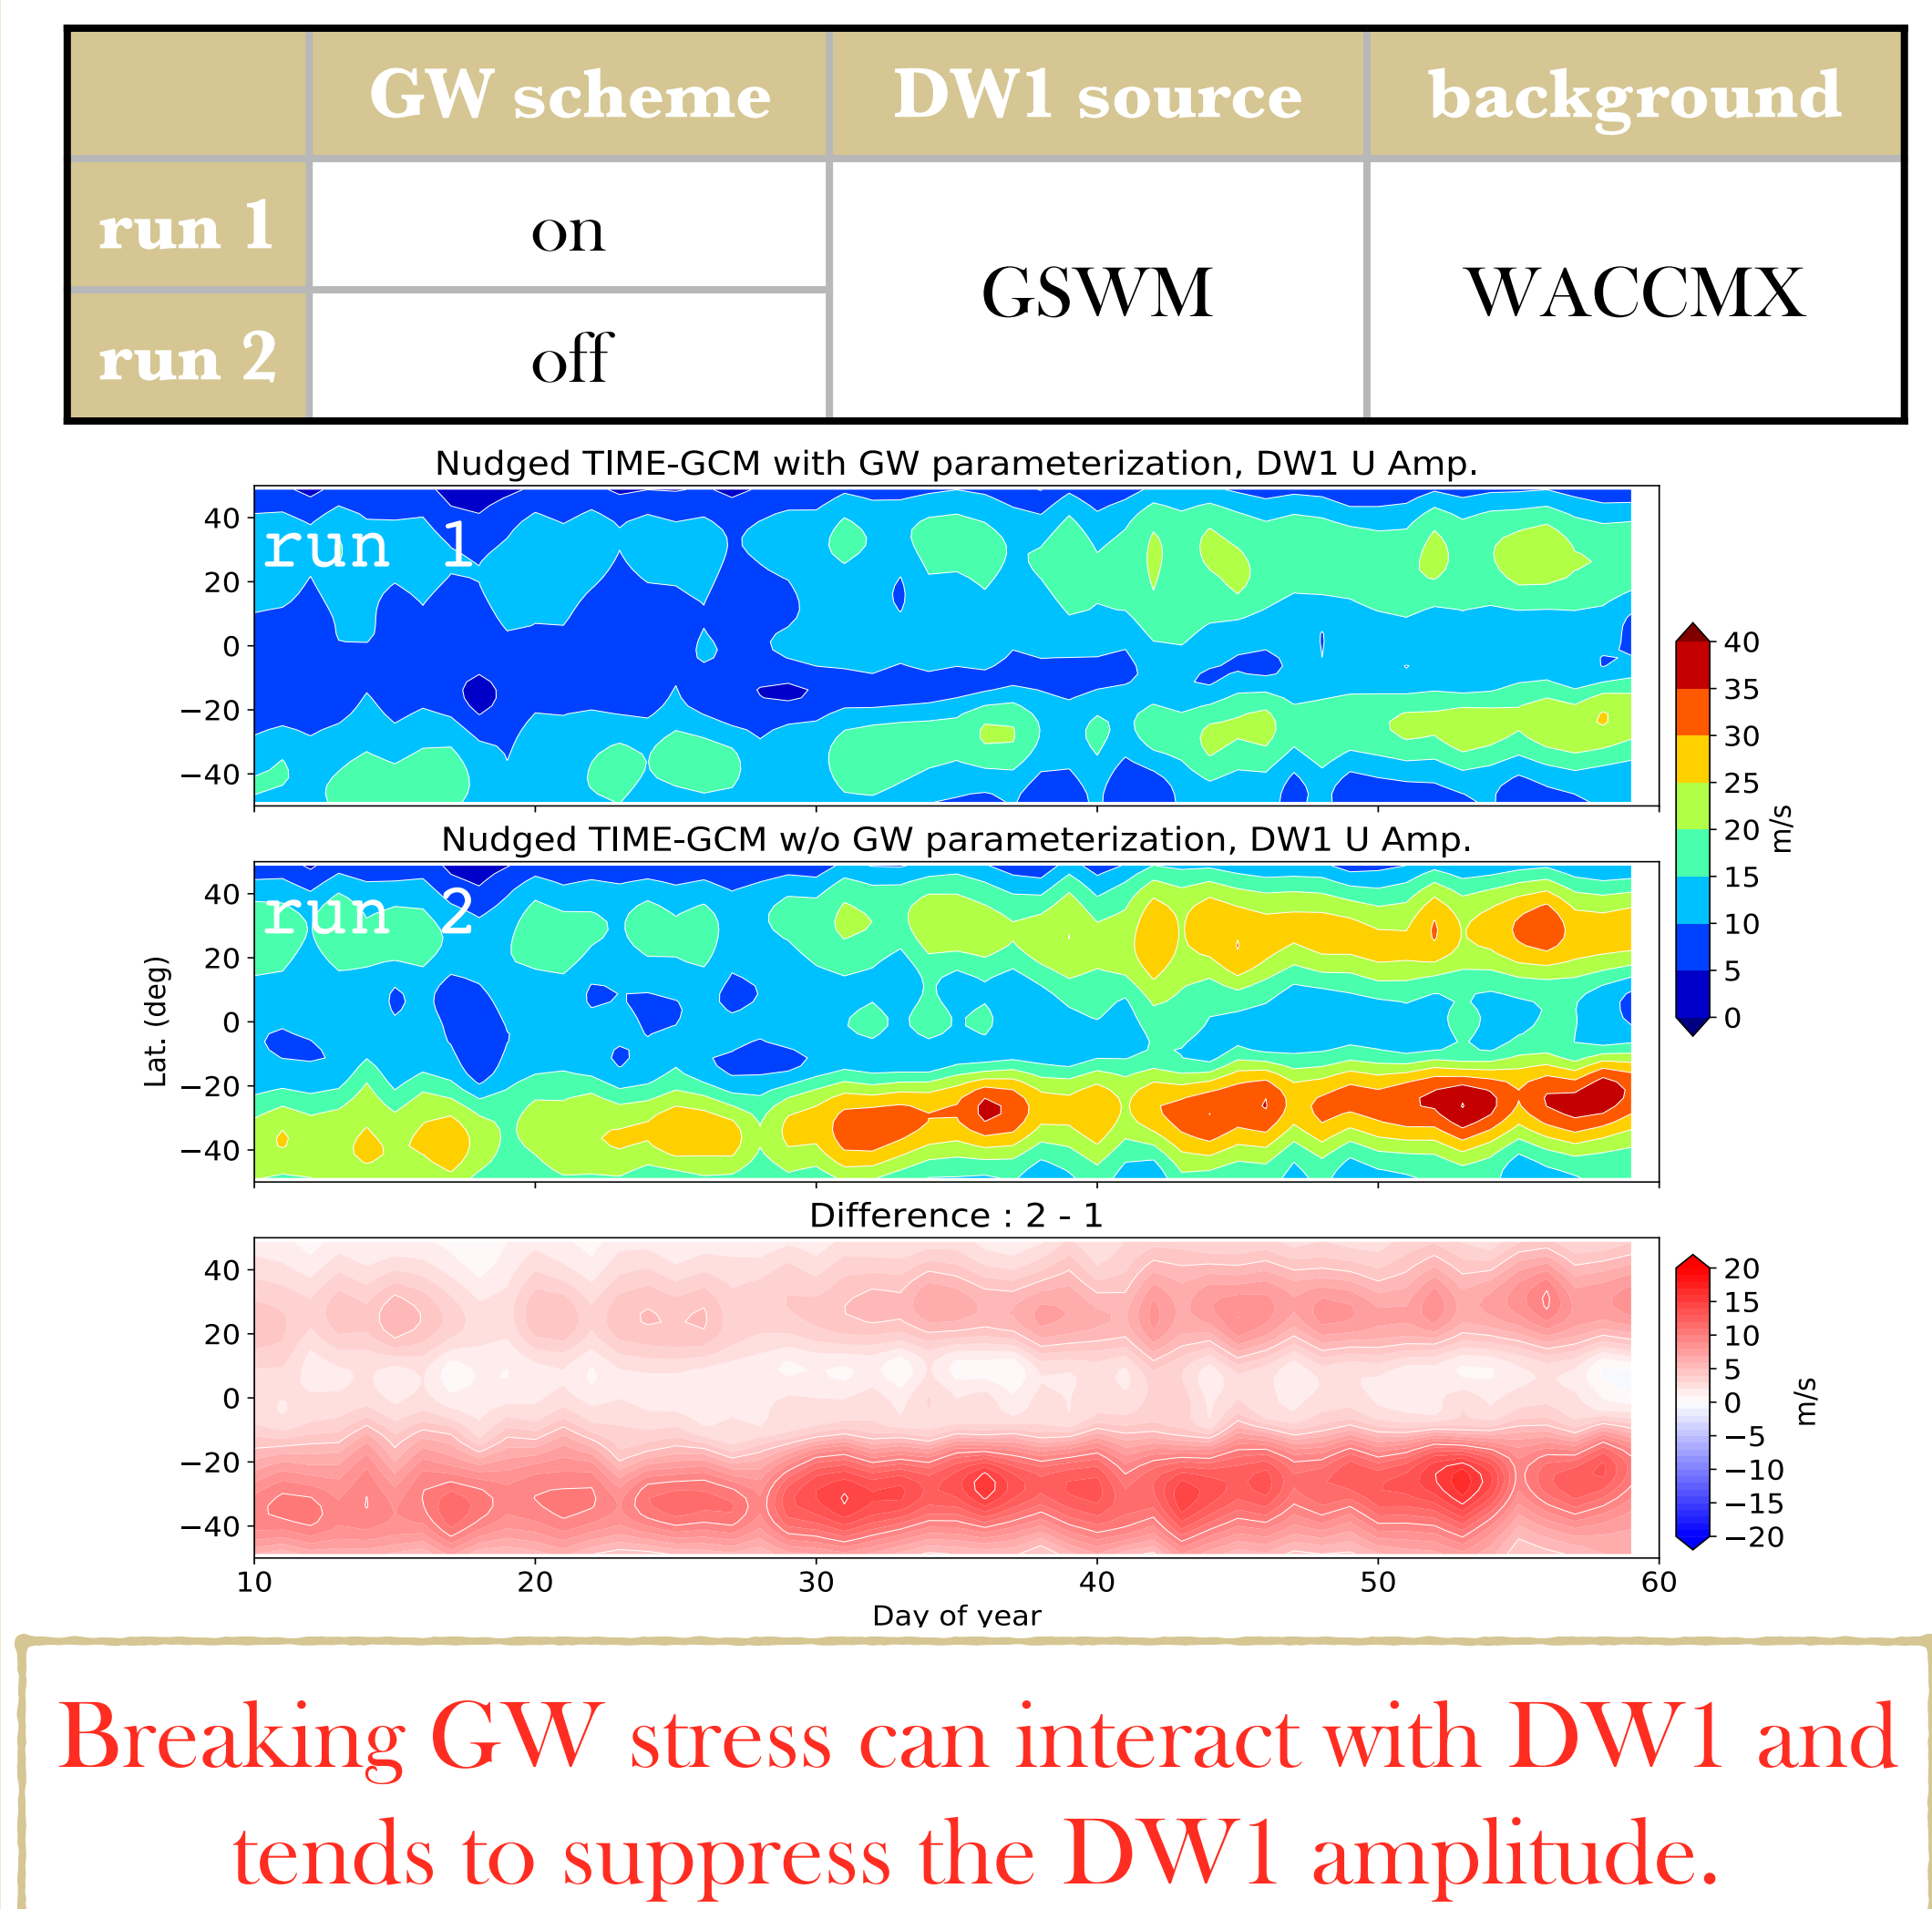 GW scheme DW1 source background
run 1 on
GSWM WACCMX
run 2 off
Nudged TIME-GCM with GW parameterization, DW1 U Amp.
run 1
40
20
0
−20
−40
Nudged TIME-GCM w/o GW parameterization, DW1 U Amp.
run 2
40
20
0
−20
−40
Lat. (deg)
40
35
30
25
20
15
10
5
0
m/s
Difference : 2 - 1
40
20
0
−20
−40
10 20 30 40 50 60
Day of year
20
15
10
5
0
−5
−10
−15
−20
m/s
Breaking GW stress can interact with DW1 and
tends to suppress the DW1 amplitude.